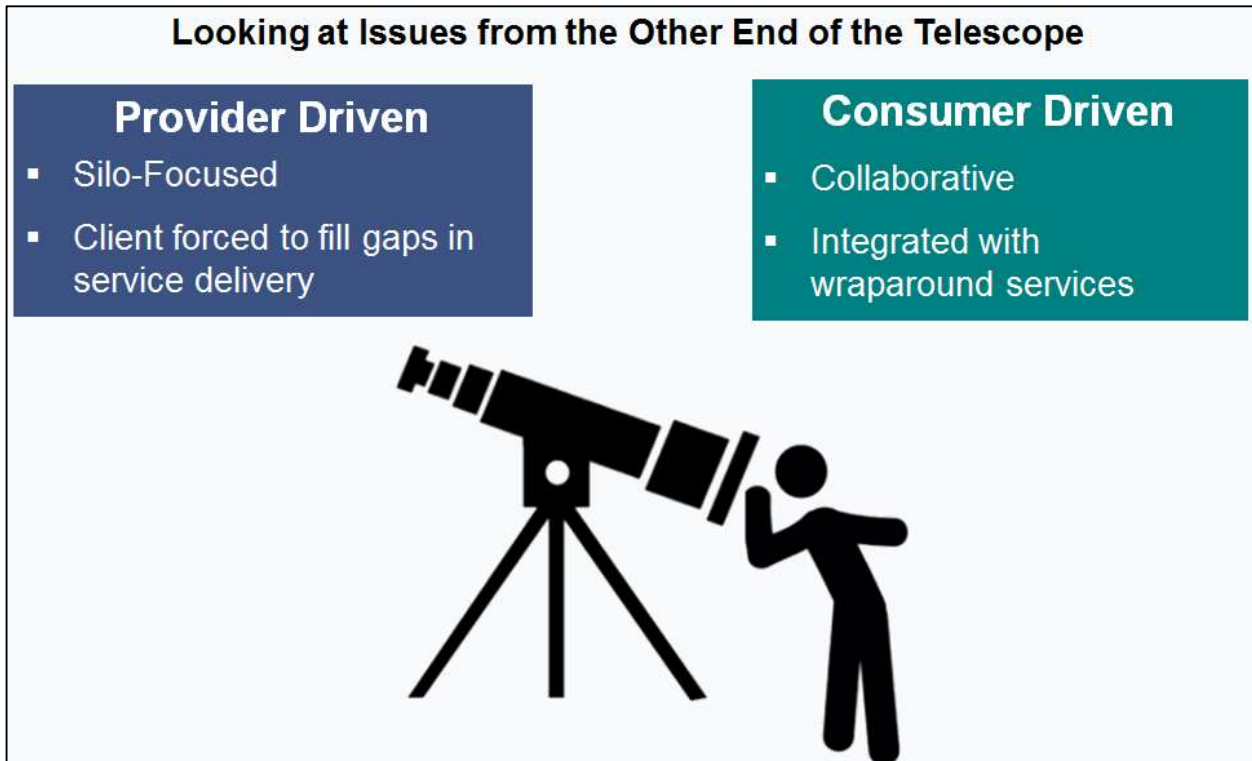 Looking at Issues from the Other End of the Telescope
Provider Driven
▪ Silo-Focused
▪ Client forced to fill gaps in
service delivery
Consumer Driven
▪ Collaborative
▪ Integrated with
wraparound services